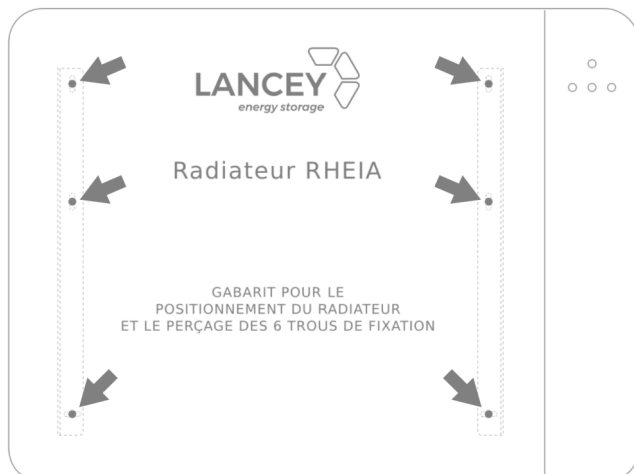 LANCEY
energy storage
Radiateur RHEIA
GABARIT POUR LE
POSITIONNEMENT DU RADIATEUR
ET LE PERÇAGE DES 6 TROUS DE FIXATION